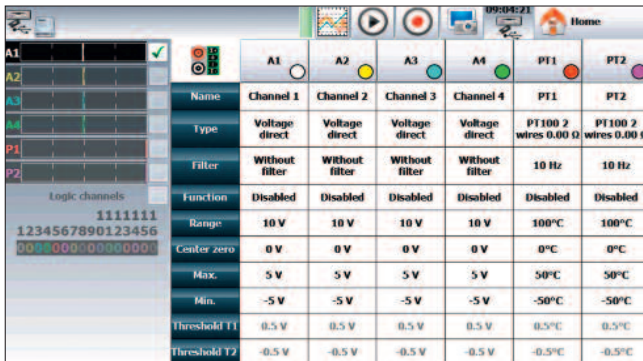 09:04:21
Home
A1
A2
A3
A4
P1
P2
Logic channels
1111111
1234567890123456
0000000000000000
A1 A2 A3 A4 PT1 PT2
Name Channel 1 Channel 2 Channel 3 Channel 4 PT1 PT2
Type Voltage direct Voltage direct Voltage direct Voltage direct PT100 2 wires 0.00 Ω PT100 2 wires 0.00
Filter Without filter Without filter Without filter Without filter 10 Hz 10 Hz
Function Disabled Disabled Disabled Disabled Disabled Disabled
Range 10 V 10 V 10 V 10 V 100°C 100°C
Center zero 0 V 0 V 0 V 0 V 0°C 0°C
Max. 5 V 5 V 5 V 5 V 50°C 50°C
Min. -5 V -5 V -5 V -5 V -50°C -50°C
Threshold T1 0.5 V 0.5 V 0.5 V 0.5 V 0.5°C 0.5°C
Threshold T2 -0.5 V -0.5 V -0.5 V -0.5 V -0.5°C -0.5°C